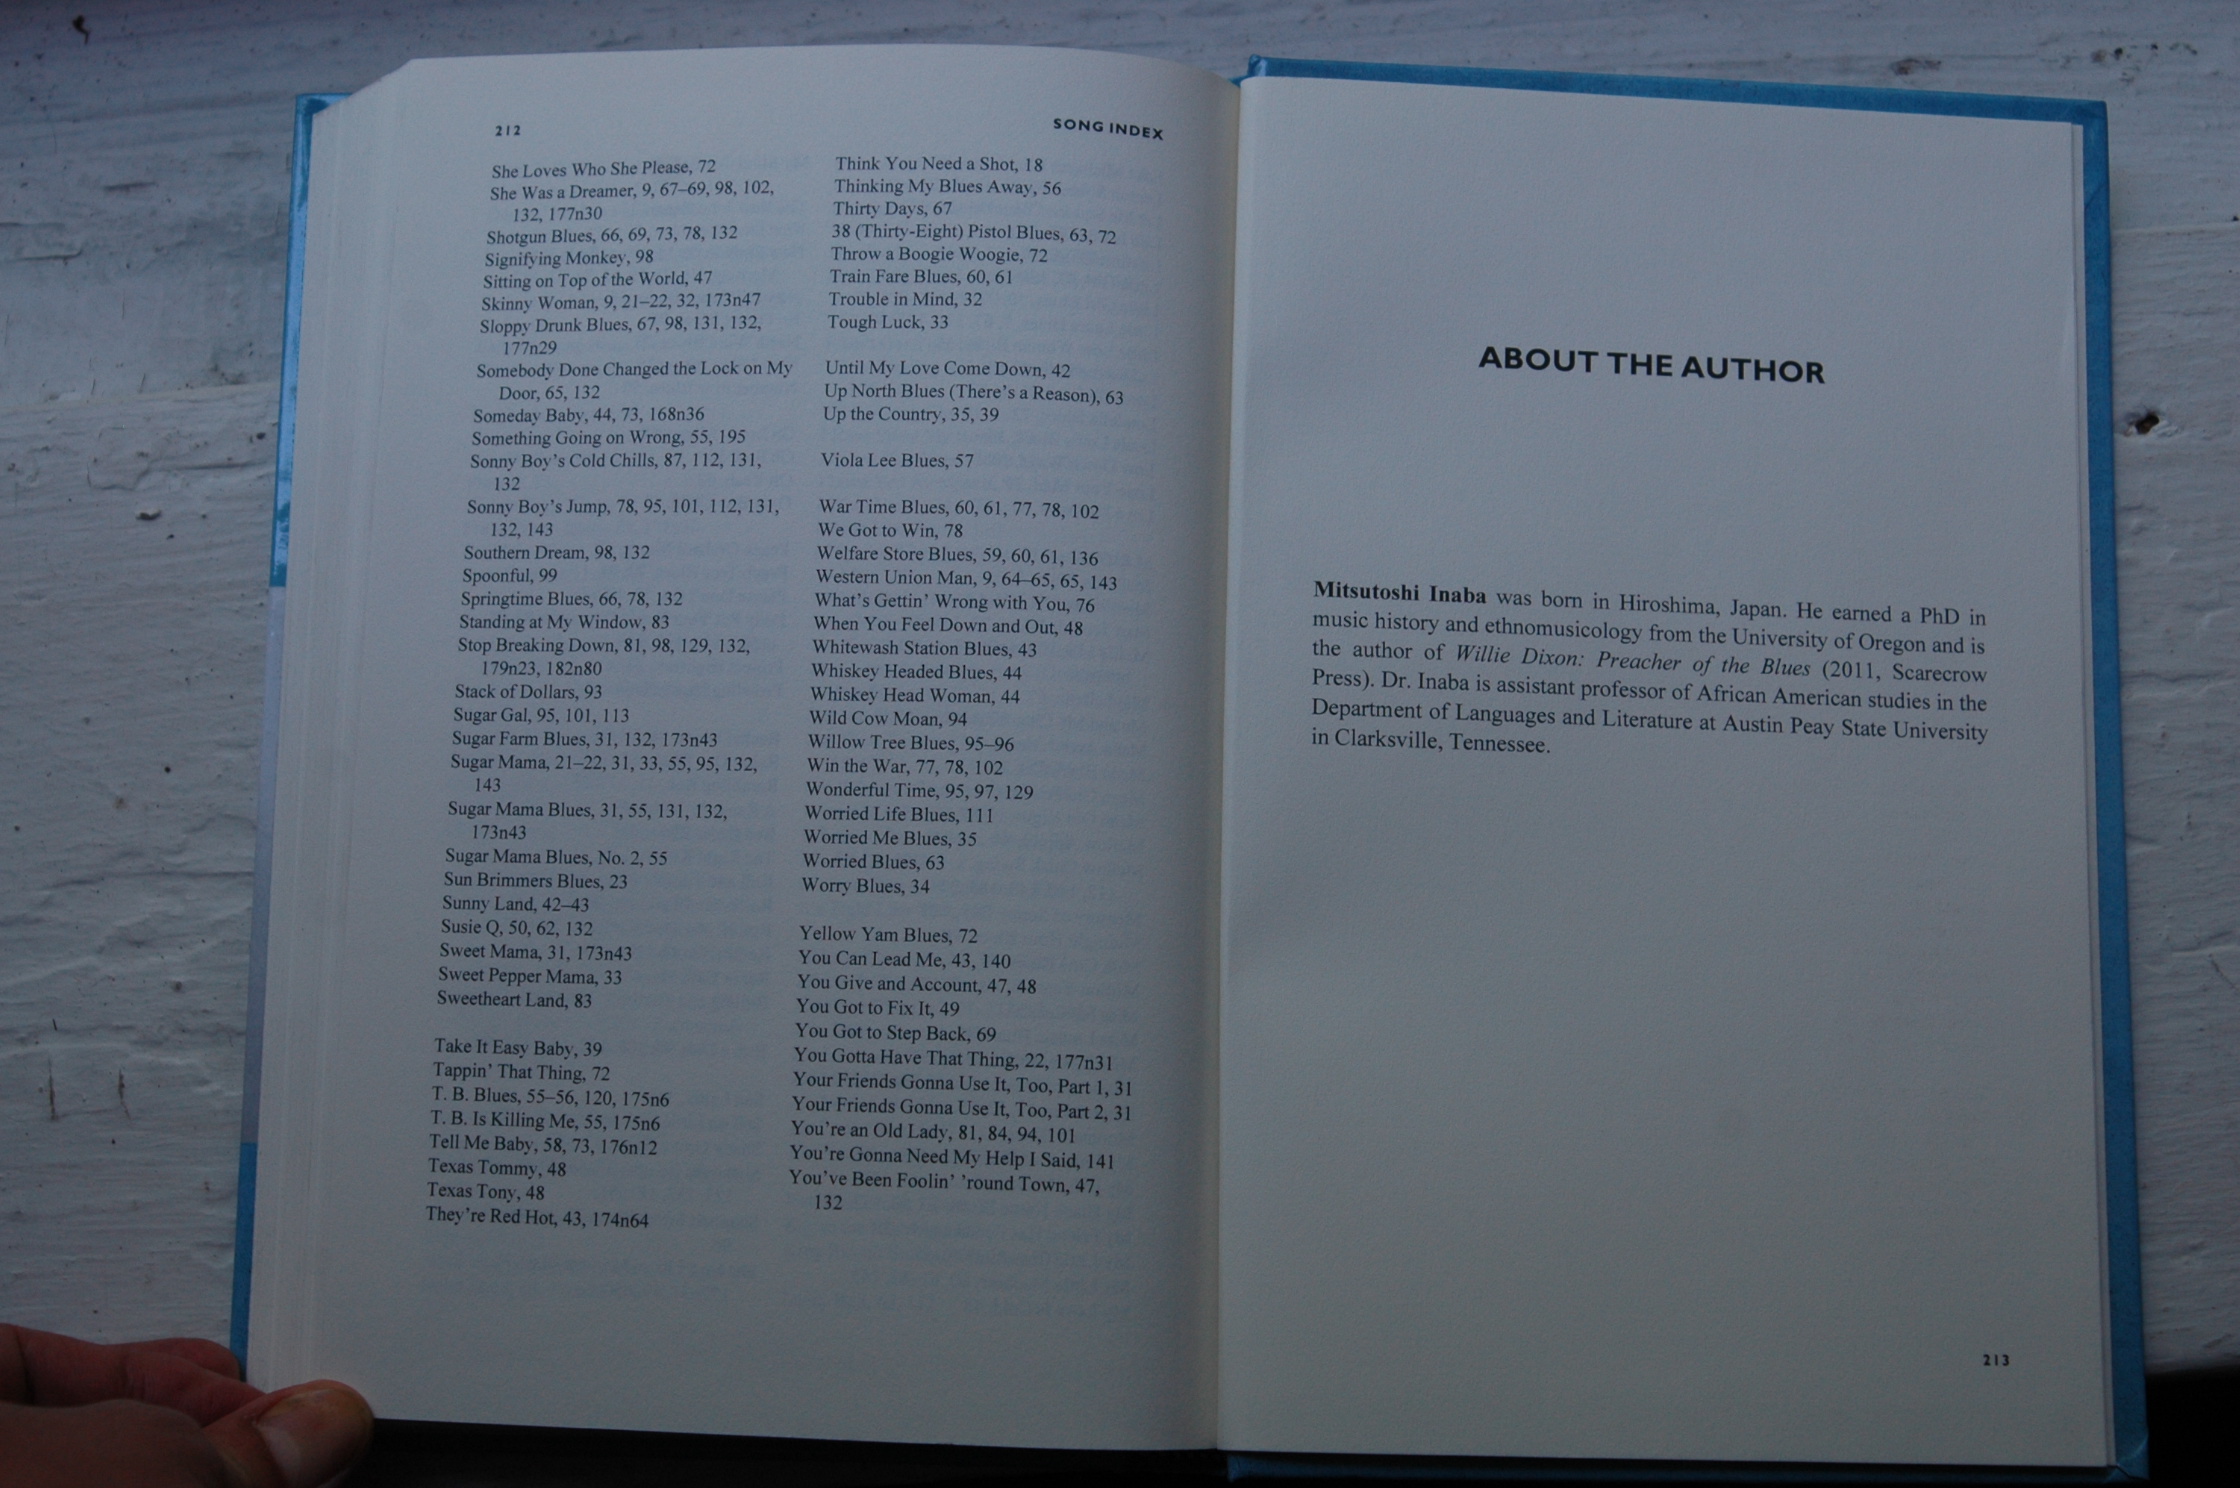 212
SONG INDEX
She Loves Who She Please, 72
She Was a Dreamer, 9, 67–69, 98, 102,
132, 177n30
Shotgun Blues, 66, 69, 73, 78, 132
Signifying Monkey, 98
Sitting on Top of the World, 47
Skinny Woman, 9, 21–22, 32, 173n47
Sloppy Drunk Blues, 67, 98, 131, 132,
177n29
Somebody Done Changed the Lock on My
Door, 65, 132
Someday Baby, 44, 73, 168n36
Something Going on Wrong, 55, 195
Sonny Boy's Cold Chills, 87, 112, 131,
132
Sonny Boy's Jump, 78, 95, 101, 112, 131,
132, 143
Southern Dream, 98, 132
Spoonful, 99
Springtime Blues, 66, 78, 132
Standing at My Window, 83
Stop Breaking Down, 81, 98, 129, 132,
179n23, 182n80
Stack of Dollars, 93
Sugar Gal, 95, 101, 113
Sugar Farm Blues, 31, 132, 173n43
Sugar Mama, 21–22, 31, 33, 55, 95, 132,
143
Sugar Mama Blues, 31, 55, 131, 132,
173n43
Sugar Mama Blues, No. 2, 55
Sun Brimmers Blues, 23
Sunny Land, 42–43
Susie Q, 50, 62, 132
Sweet Mama, 31, 173n43
Sweet Pepper Mama, 33
Sweetheart Land, 83
Take It Easy Baby, 39
Tappin' That Thing, 72
T. B. Blues, 55–56, 120, 175n6
T. B. Is Killing Me, 55, 175n6
Tell Me Baby, 58, 73, 176n12
Texas Tommy, 48
Texas Tony, 48
They're Red Hot, 43, 174n64
Think You Need a Shot, 18
Thinking My Blues Away, 56
Thirty Days, 67
38 (Thirty-Eight) Pistol Blues, 63, 72
Throw a Boogie Woogie, 72
Train Fare Blues, 60, 61
Trouble in Mind, 32
Tough Luck, 33
Until My Love Come Down, 42
Up North Blues (There's a Reason), 63
Up the Country, 35, 39
Viola Lee Blues, 57
War Time Blues, 60, 61, 77, 78, 102
We Got to Win, 78
Welfare Store Blues, 59, 60, 61, 136
Western Union Man, 9, 64–65, 65, 143
What's Gettin' Wrong with You, 76
When You Feel Down and Out, 48
Whitewash Station Blues, 43
Whiskey Headed Blues, 44
Whiskey Head Woman, 44
Wild Cow Moan, 94
Willow Tree Blues, 95–96
Win the War, 77, 78, 102
Wonderful Time, 95, 97, 129
Worried Life Blues, 111
Worried Me Blues, 35
Worried Blues, 63
Worry Blues, 34
Yellow Yam Blues, 72
You Can Lead Me, 43, 140
You Give and Account, 47, 48
You Got to Fix It, 49
You Got to Step Back, 69
You Gotta Have That Thing, 22, 177n31
Your Friends Gonna Use It, Too, Part 1, 31
Your Friends Gonna Use It, Too, Part 2, 31
You're an Old Lady, 81, 84, 94, 101
You're Gonna Need My Help I Said, 141
You've Been Foolin' 'round Town, 47,
132
ABOUT THE AUTHOR
Mitsutoshi Inaba was born in Hiroshima, Japan. He earned a PhD in
music history and ethnomusicology from the University of Oregon and is
the author of Willie Dixon: Preacher of the Blues (2011, Scarecrow
Press). Dr. Inaba is assistant professor of African American studies in the
Department of Languages and Literature at Austin Peay State University
in Clarksville, Tennessee.
213